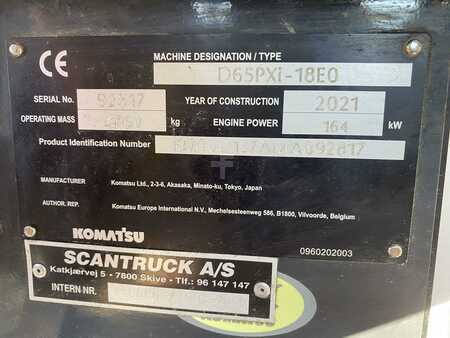 CE
MACHINE DESIGNATION / TYPE
D65PXi-18E0
SERIAL No. 92817 YEAR OF CONSTRUCTION 2021
OPERATING MASS kg ENGINE POWER 164 kW
Product Identification Number
MANUFACTURER Komatsu Ltd., 2-3-6, Akasaka, Minato-ku, Tokyo, Japan
AUTHOR. REP. Komatsu Europe International N.V., Mechelsesteenweg 586, B1800, Vilvoorde, Belgium
KOMATSU
0960202003
SCANTRUCK A/S
Katkjærvej 5 - 7800 Skive - Tlf.: 96 147 147
INTERN NR.